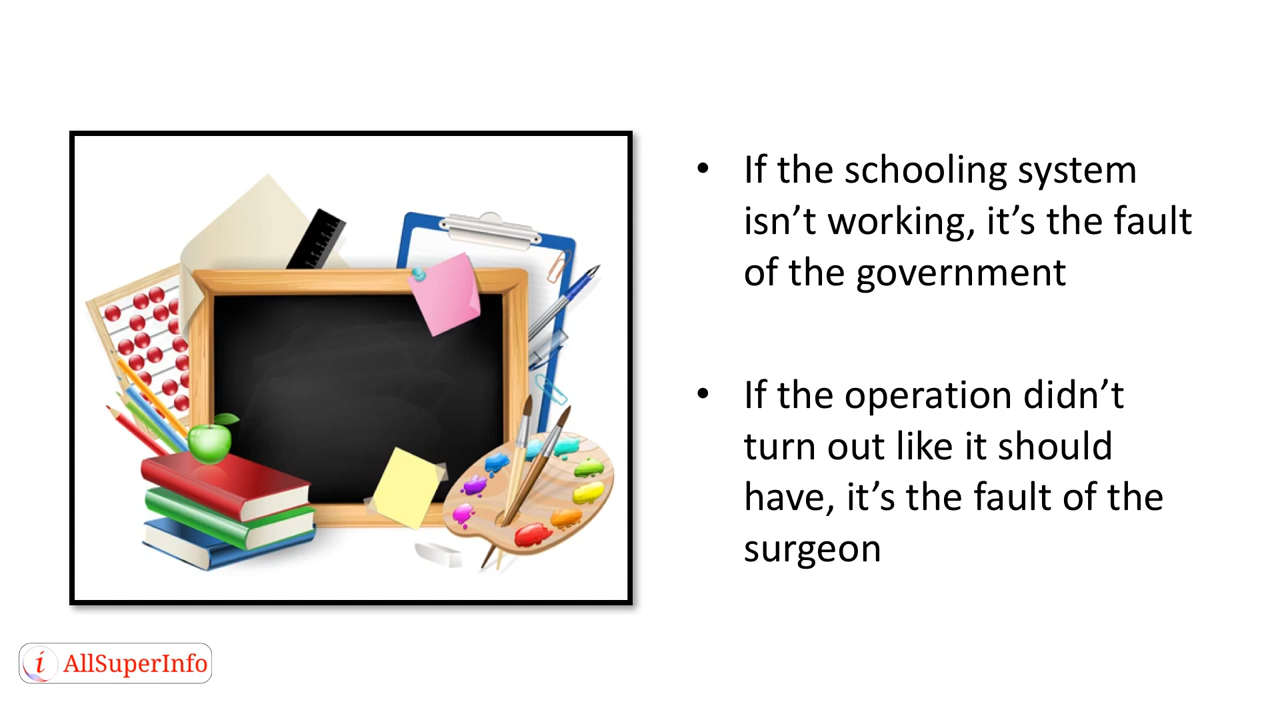 • If the schooling system
isn’t working, it’s the fault
of the government
• If the operation didn’t
turn out like it should
have, it’s the fault of the
surgeon
i AllSuperInfo